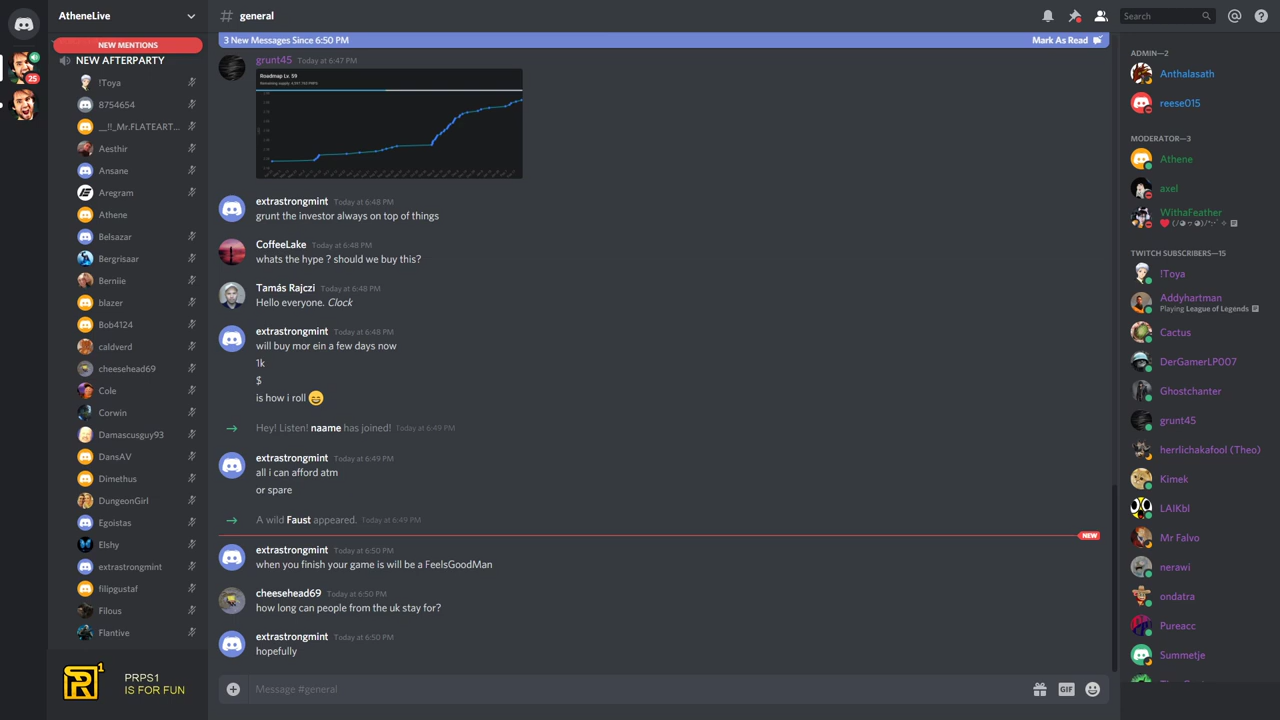 AtheneLive
general
Search
NEW MENTIONS
NEW AFTERPARTY
!Toya
8754654
__!!_Mr.FLATEART...
Aesthir
Ansane
Aregram
Athene
Belsazar
Bergrisaar
Berniie
blazer
Bob4124
caldverd
cheesehead69
Cole
Corwin
Damascusguy93
DansAV
Dimethus
DungeonGirl
Egoistas
Elshy
extrastrongmint
filipgustaf
Filous
Flantive
PRPS1
IS FOR FUN
25
3 New Messages Since 6:50 PM
Mark As Read
grunt45 Today at 6:47 PM
Roadmap Lv. 59
extrastrongmint Today at 6:48 PM
grunt the investor always on top of things
CoffeeLake Today at 6:48 PM
whats the hype ? should we buy this?
Tamás Rajczi Today at 6:48 PM
Hello everyone. Clock
extrastrongmint Today at 6:48 PM
will buy mor ein a few days now
1k
$
is how i roll
Hey! Listen! naame has joined! Today at 6:49 PM
extrastrongmint Today at 6:49 PM
all i can afford atm
or spare
A wild Faust appeared. Today at 6:49 PM
NEW
extrastrongmint Today at 6:50 PM
when you finish your game is will be a FeelsGoodMan
cheesehead69 Today at 6:50 PM
how long can people from the uk stay for?
extrastrongmint Today at 6:50 PM
hopefully
Message #general
GIF
ADMIN—2
Anthalasath
reese015
MODERATOR—3
Athene
axel
WithaFeather
TWITCH SUBSCRIBERS—15
!Toya
Addyhartman
Playing League of Legends
Cactus
DerGamerLP007
Ghostchanter
grunt45
herrlichakafool (Theo)
Kimek
LAIKbl
Mr Falvo
nerawi
ondatra
Pureacc
Summetje